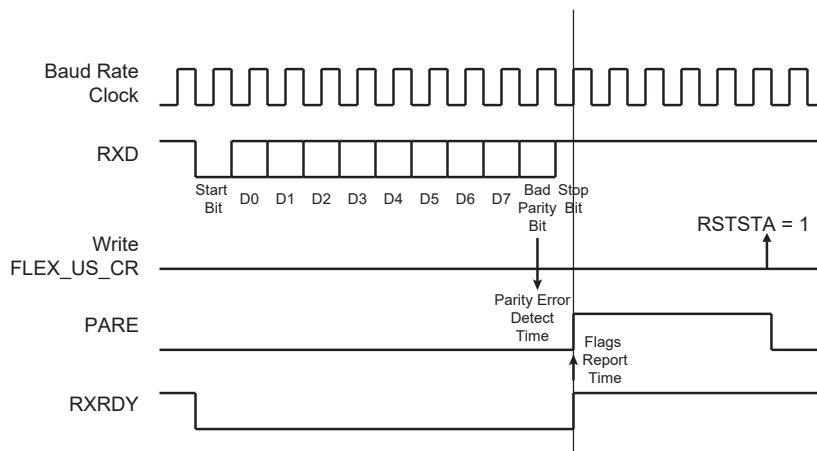 Baud Rate
Clock
RXD
Start
Bit
D0
D1
D2
D3
D4
D5
D6
D7
Bad
Parity
Bit
Stop
Bit
RSTSTA = 1
Write
FLEX_US_CR
Parity Error
Detect
Time
PARE
Flags
Report
Time
RXRDY